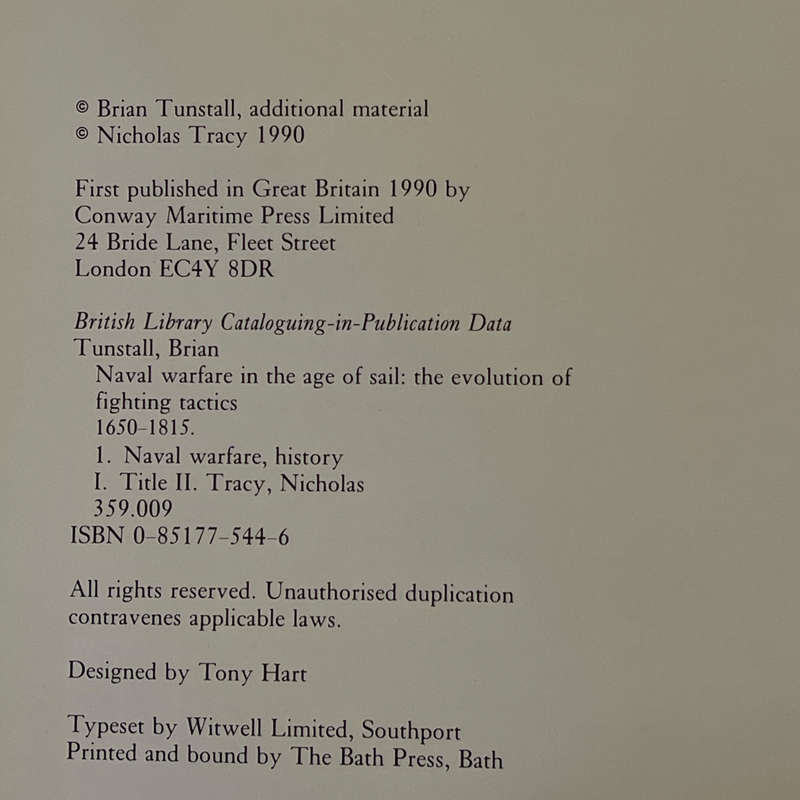 © Brian Tunstall, additional material
© Nicholas Tracy 1990
First published in Great Britain 1990 by
Conway Maritime Press Limited
24 Bride Lane, Fleet Street
London EC4Y 8DR
British Library Cataloguing-in-Publication Data
Tunstall, Brian
Naval warfare in the age of sail: the evolution of
fighting tactics
1650–1815.
1. Naval warfare, history
I. Title II. Tracy, Nicholas
359.009
ISBN 0–85177–544–6
All rights reserved. Unauthorised duplication
contravenes applicable laws.
Designed by Tony Hart
Typeset by Witwell Limited, Southport
Printed and bound by The Bath Press, Bath